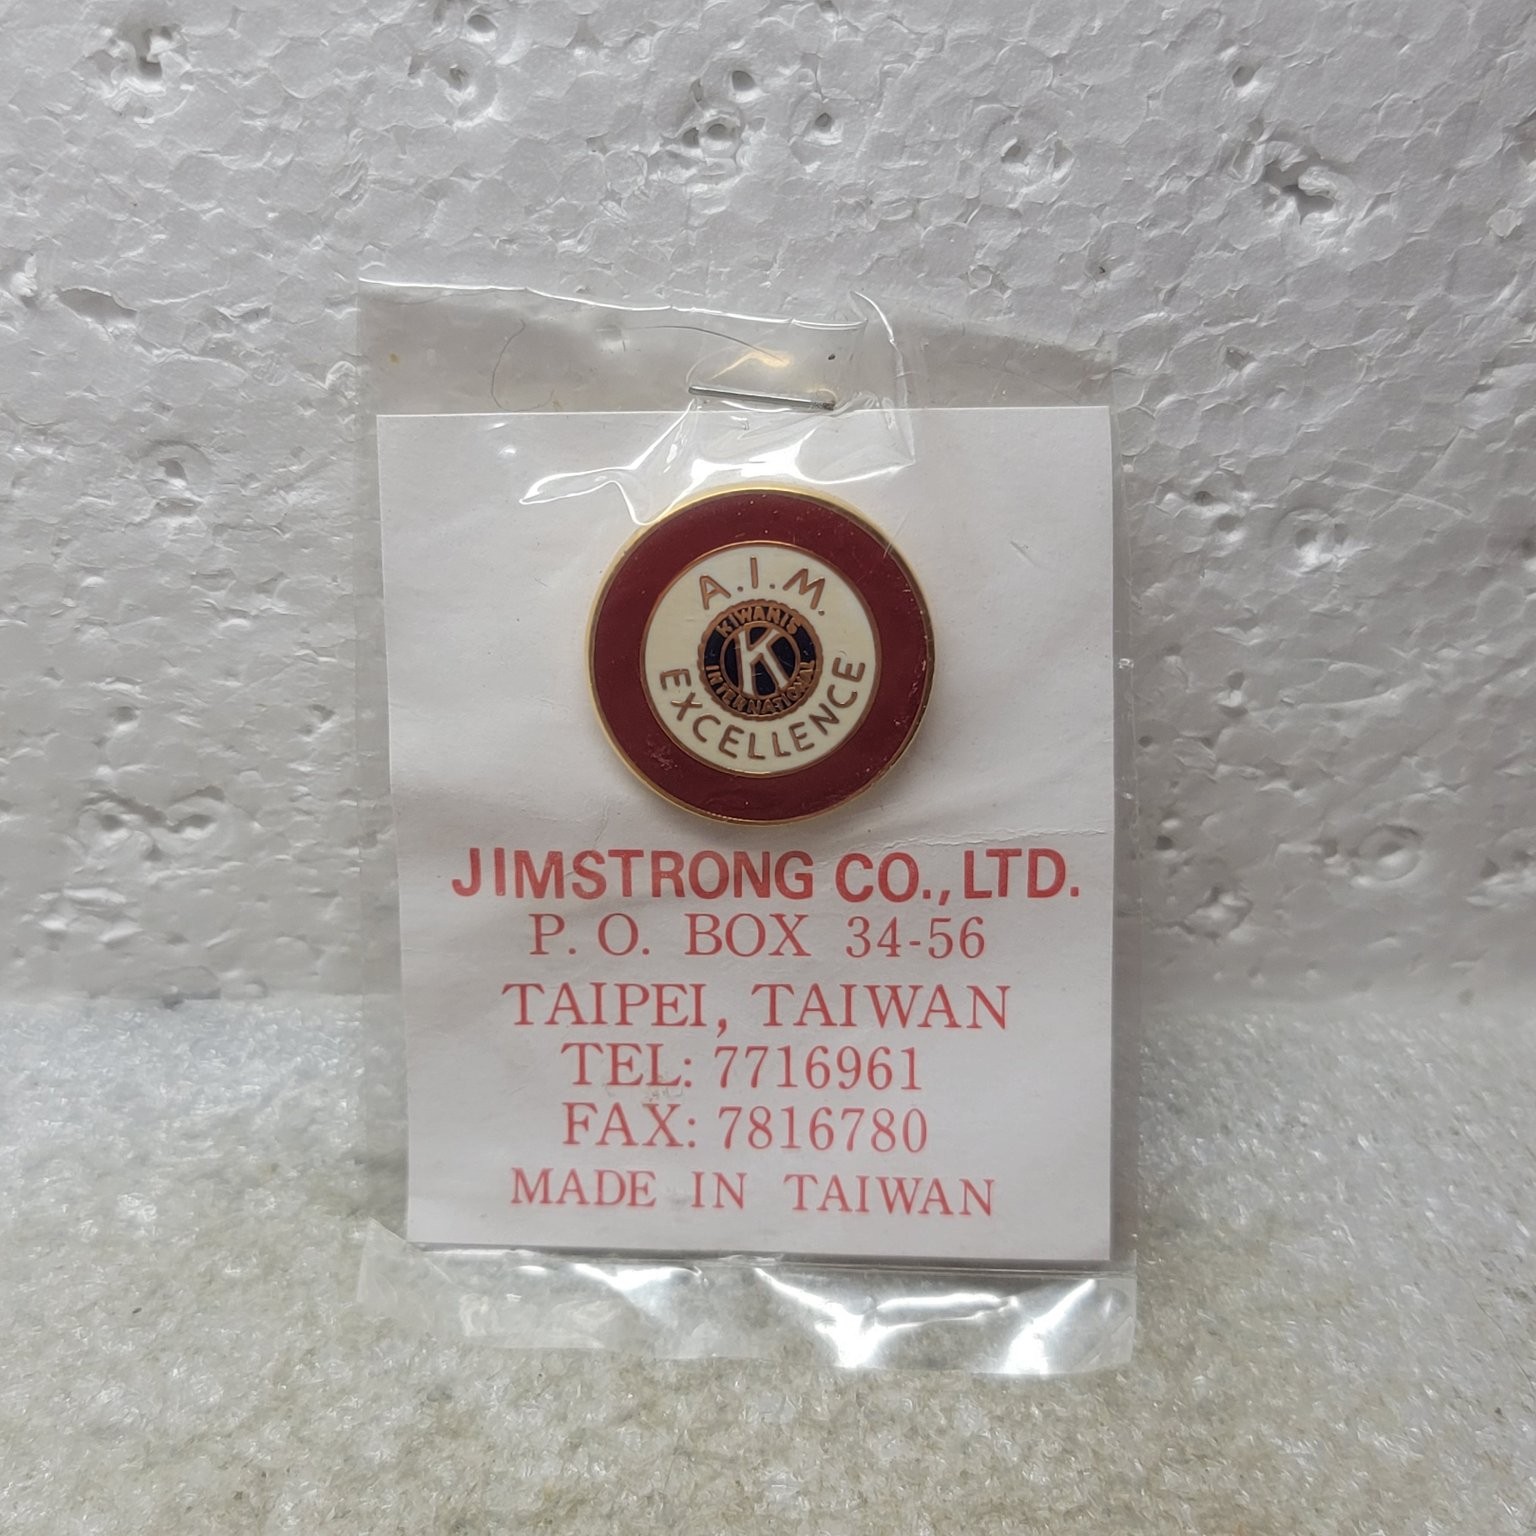 A.I.M.
KIWANIS
K
INTERNATIONAL
EXCELLENCE
JIMSTRONG CO., LTD.
P. O. BOX 34-56
TAIPEI, TAIWAN
TEL: 7716961
FAX: 7816780
MADE IN TAIWAN